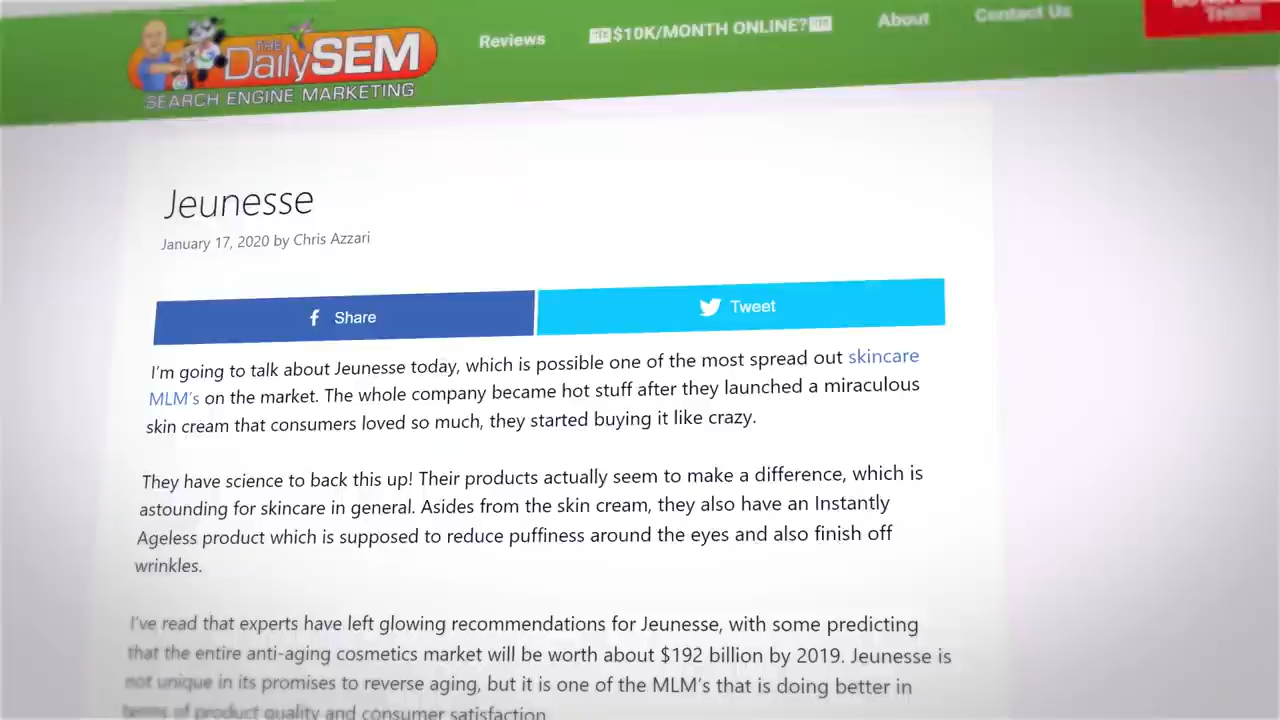 THE
DailySEM
SEARCH ENGINE MARKETING
Reviews
$10K/MONTH ONLINE?
About
Contact Us
Jeunesse
January 17, 2020 by Chris Azzari
Share
Tweet
I'm going to talk about Jeunesse today, which is possible one of the most spread out skincare
MLM's on the market. The whole company became hot stuff after they launched a miraculous
skin cream that consumers loved so much, they started buying it like crazy.
They have science to back this up! Their products actually seem to make a difference, which is
astounding for skincare in general. Asides from the skin cream, they also have an Instantly
Ageless product which is supposed to reduce puffiness around the eyes and also finish off
wrinkles.
I've read that experts have left glowing recommendations for Jeunesse, with some predicting
that the entire anti-aging cosmetics market will be worth about $192 billion by 2019. Jeunesse is
not unique in its promises to reverse aging, but it is one of the MLM's that is doing better in
terms of product quality and consumer satisfaction